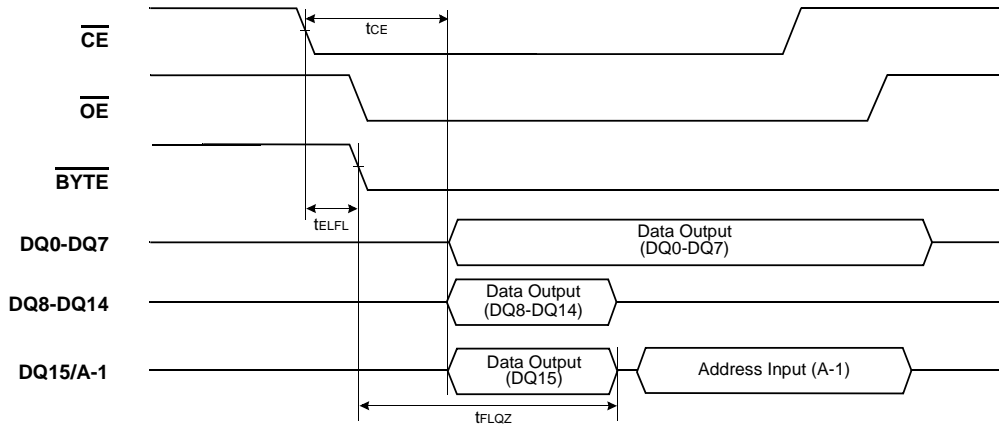 tCE
CE
OE
BYTE
tELFL
DQ0-DQ7
Data Output
(DQ0-DQ7)
DQ8-DQ14
Data Output
(DQ8-DQ14)
DQ15/A-1
Data Output
(DQ15)
Address Input (A-1)
tFLQZ